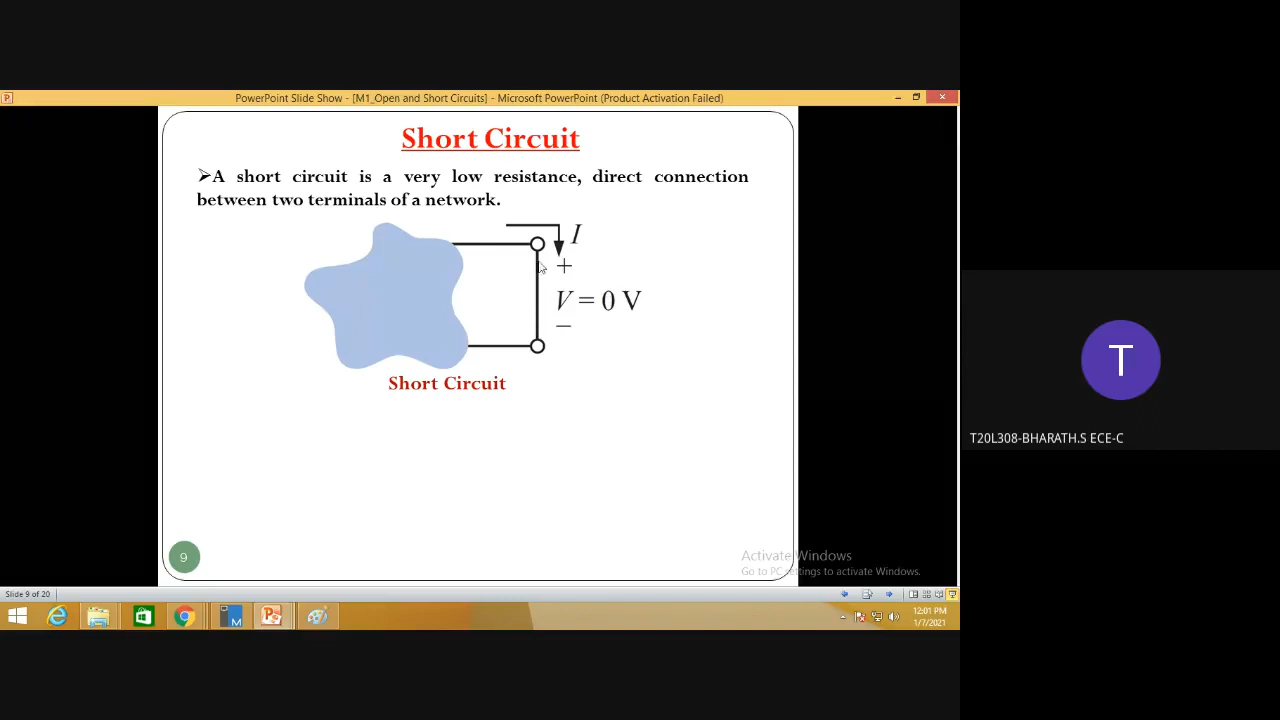 PowerPoint Slide Show - [M1_Open and Short Circuits] - Microsoft PowerPoint (Product Activation Failed)
Short Circuit
➢A short circuit is a very low resistance, direct connection
between two terminals of a network.
I
+
V = 0 V
−
Short Circuit
T
T20L308-BHARATH.S ECE-C
9
Activate Windows
Go to PC settings to activate Windows.
Slide 9 of 20
12:01 PM
1/7/2021